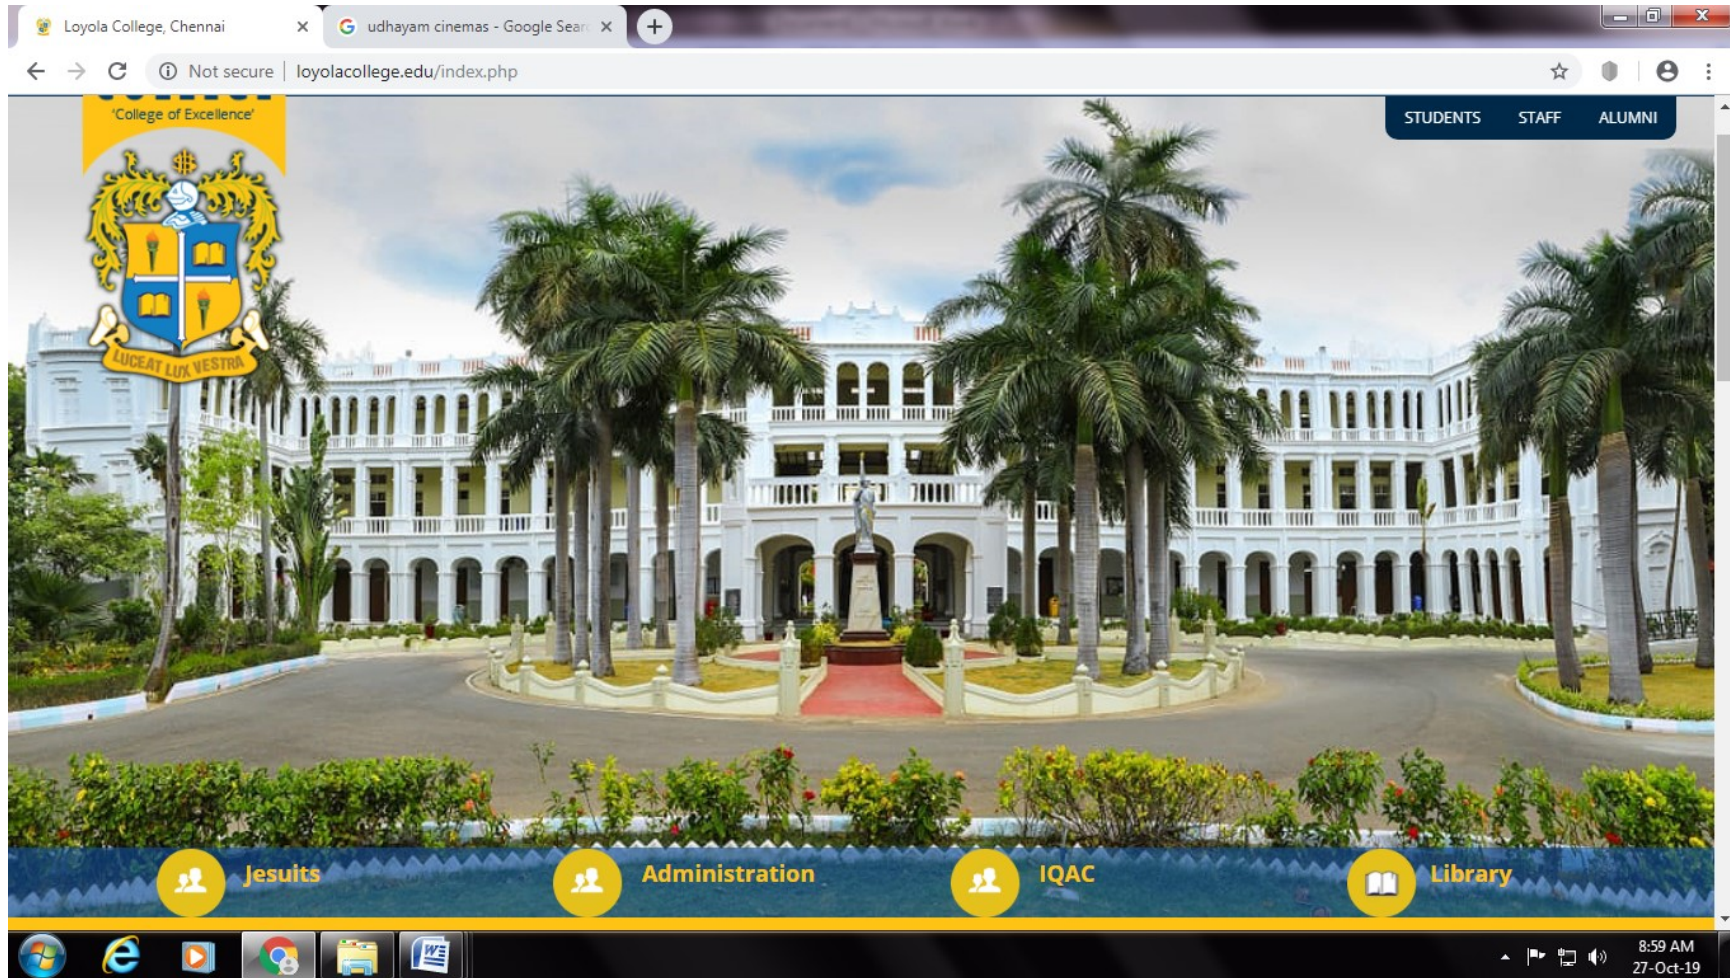 Loyola College, Chennai
udhayam cinemas - Google Sear
Not secure | loyolacollege.edu/index.php
COLLEGE
'College of Excellence'
STUDENTS STAFF ALUMNI
LUCEAT LUX VESTRA
Jesuits Administration IQAC Library
8:59 AM
27-Oct-19